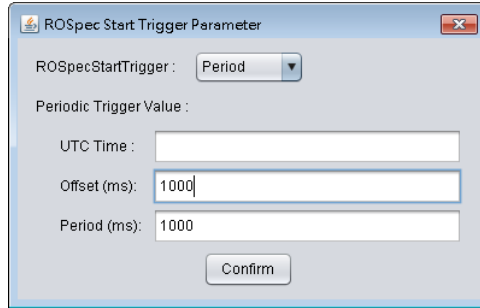 ROSpec Start Trigger Parameter
ROSpecStartTrigger : Period
Periodic Trigger Value :
UTC Time :
Offset (ms): 1000
Period (ms): 1000
Confirm